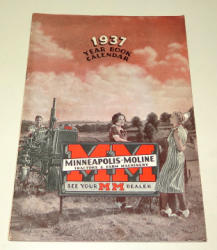 1937
YEAR BOOK
CALENDAR
MM
MINNEAPOLIS-MOLINE
TRACTORS & FARM MACHINERY
SEE YOUR MM DEALER